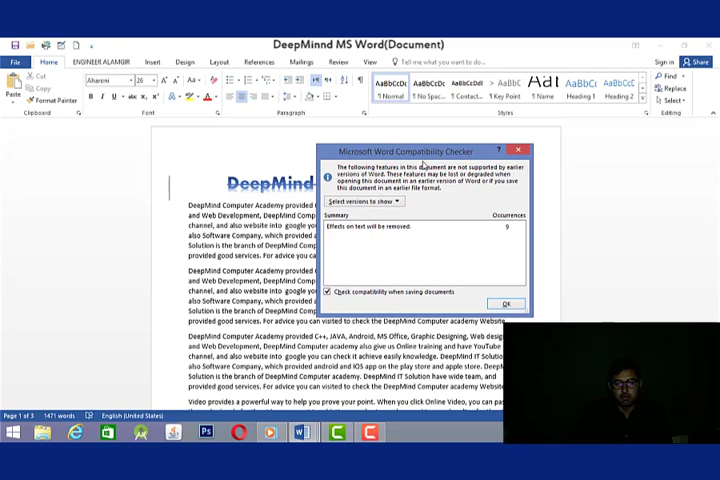 DeepMinnd MS Word(Document)
File Home ENGINEER ALAMGIR Insert Design Layout References Mailings Review View Tell me what you want to do... Sign in Share
Cut
Copy
Paste Format Painter
Aharoni 26
AaBbCcDc AaBbCcDc AaBbCcDdI AaBbC AaH AaBbCc AaBbCcC
¶ Normal ¶ No Spac... ¶ Contact... ¶ Key Point ¶ Name Heading 1 Heading 2
Find
Replace
Select
Clipboard Font Paragraph Styles Editing
Microsoft Word Compatibility Checker
The following features in this document are not supported by earlier
versions of Word. These features may be lost or degraded when
opening this document in an earlier version of Word or if you save
this document in an earlier file format.
Select versions to show
Summary Occurrences
Effects on text will be removed. 9
Check compatibility when saving documents
OK
DeepMind
DeepMind Computer Academy provided
and Web Development, DeepMind Comp
channel, and also website into google you
also Software Company, which provided a
Solution is the branch of DeepMind Comp
provided good services. For advice you ca
DeepMind Computer Academy provided
and Web Development, DeepMind Comp
channel, and also website into google you
also Software Company, which provided a
Solution is the branch of DeepMind Comp
provided good services. For advice you can visited to check the DeepMind Computer academy Website.
DeepMind Computer Academy provided C++, JAVA, Android, MS Office, Graphic Designing, Web desig
and Web Development, DeepMind Computer academy also give us Online training and have YouTube
channel, and also website into google you can check it achieve easily knowledge. DeepMind IT Solution
also Software Company, which provided android and IOS app on the play store and apple store. DeepM
Solution is the branch of DeepMind Computer academy. DeepMind IT Solution have wide team, and
provided good services. For advice you can visited to check the DeepMind Computer academy Website
Video provides a powerful way to help you prove your point. When you click Online Video, you can pas
Page 1 of 3 1471 words English (United States)